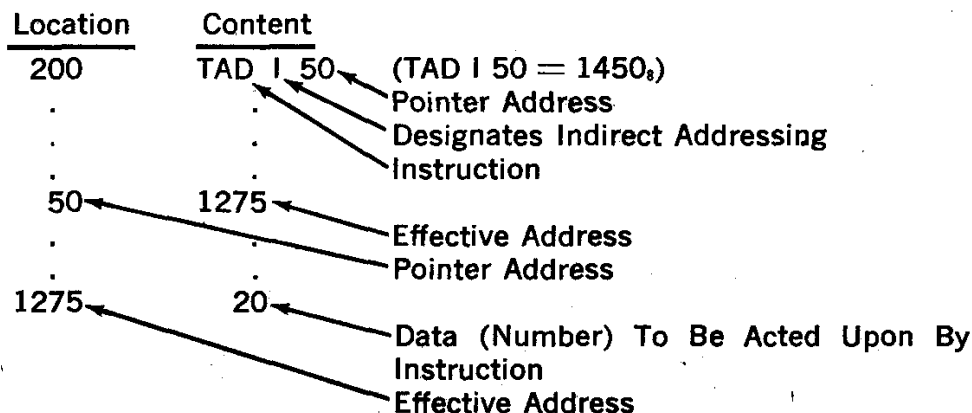 Location Content
200 TAD I 50 (TAD I 50 = 1450₈)
Pointer Address
. . Designates Indirect Addressing
. . Instruction
. .
50 1275
. . Effective Address
. . Pointer Address
1275 20
Data (Number) To Be Acted Upon By
Instruction
Effective Address